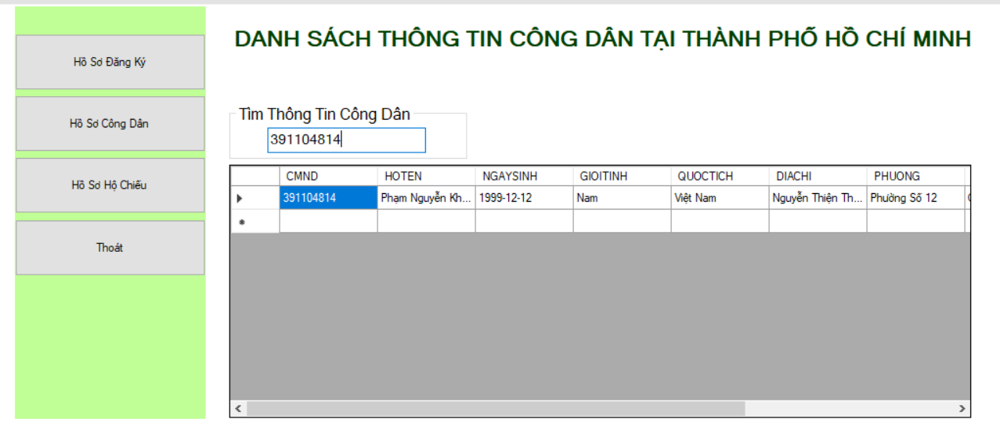 DANH SÁCH THÔNG TIN CÔNG DÂN TẠI THÀNH PHỐ HỒ CHÍ MINH
Hồ Sơ Đăng Ký
Hồ Sơ Công Dân
Hồ Sơ Hộ Chiếu
Thoát
Tìm Thông Tin Công Dân
391104814
CMND HOTEN NGAYSINH GIOITINH QUOCTICH DIACHI PHUONG
391104814 Phạm Nguyễn Kh... 1999-12-12 Nam Việt Nam Nguyễn Thiện Th... Phường Số 12